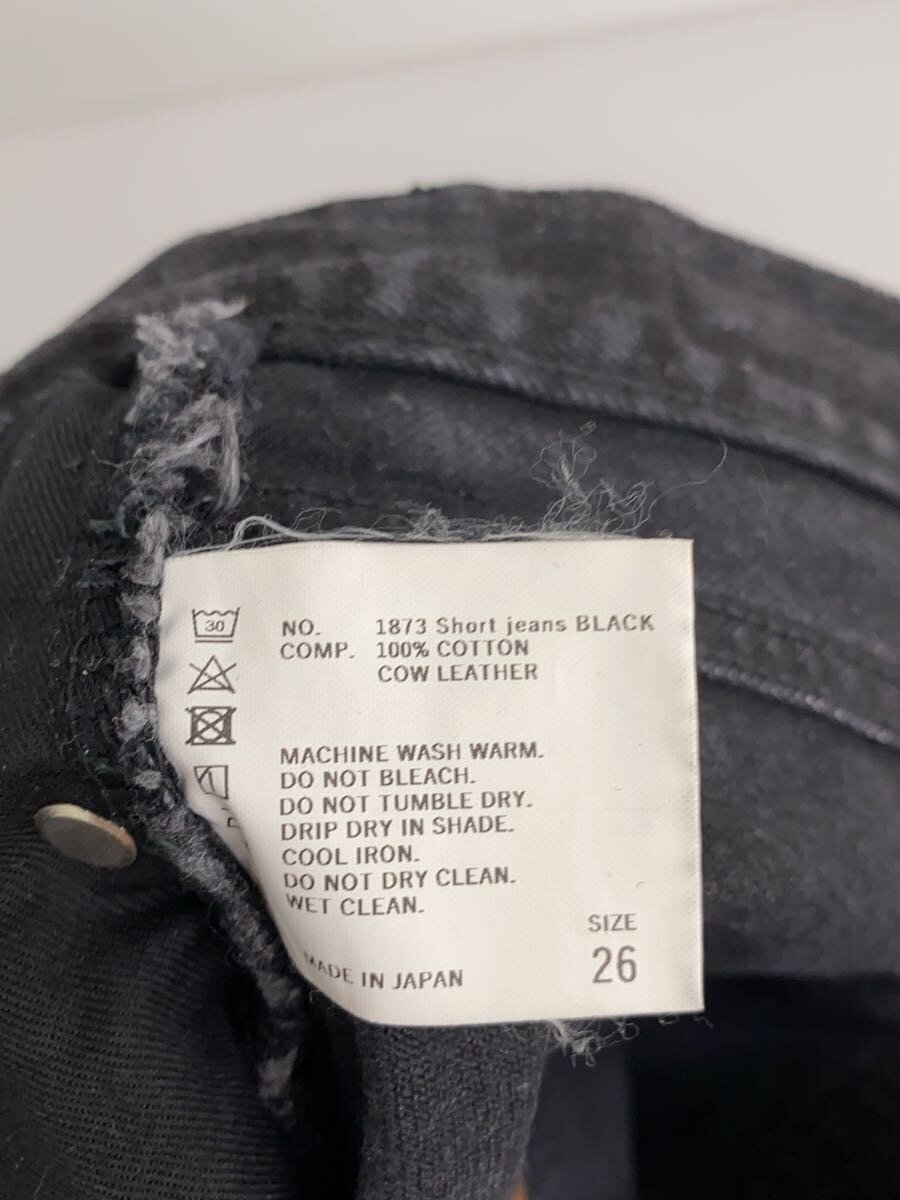 30
NO. 1873 Short jeans BLACK
COMP. 100% COTTON
COW LEATHER
MACHINE WASH WARM.
DO NOT BLEACH.
DO NOT TUMBLE DRY.
DRIP DRY IN SHADE.
COOL IRON.
DO NOT DRY CLEAN.
WET CLEAN.
SIZE
26
MADE IN JAPAN